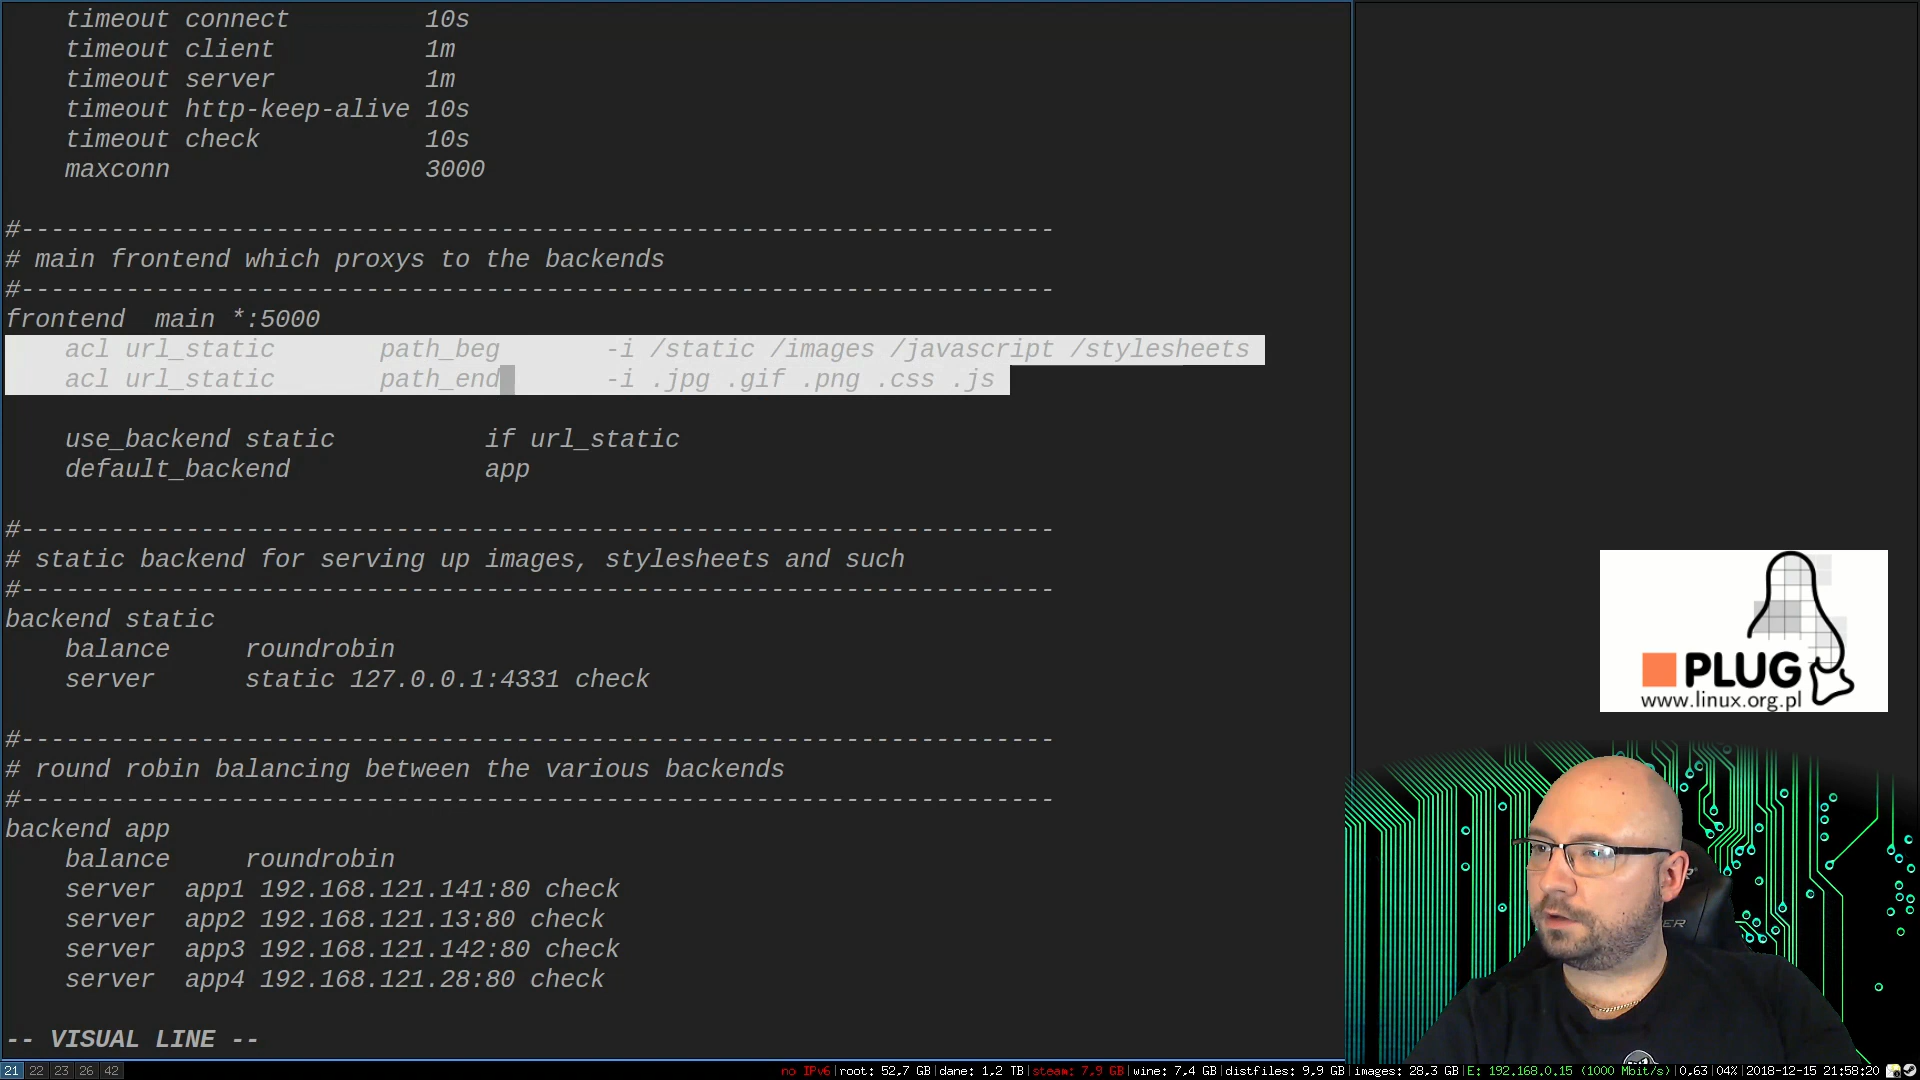 timeout connect 10s
timeout client 1m
timeout server 1m
timeout http-keep-alive 10s
timeout check 10s
maxconn 3000
#---------------------------------------------------------------------
# main frontend which proxys to the backends
#---------------------------------------------------------------------
frontend  main *:5000
acl url_static       path_beg       -i /static /images /javascript /stylesheets
acl url_static       path_end       -i .jpg .gif .png .css .js
use_backend static          if url_static
default_backend             app
#---------------------------------------------------------------------
# static backend for serving up images, stylesheets and such
#---------------------------------------------------------------------
backend static
balance     roundrobin
server      static 127.0.0.1:4331 check
#---------------------------------------------------------------------
# round robin balancing between the various backends
#---------------------------------------------------------------------
backend app
balance     roundrobin
server  app1 192.168.121.141:80 check
server  app2 192.168.121.13:80 check
server  app3 192.168.121.142:80 check
server  app4 192.168.121.28:80 check
-- VISUAL LINE --
PLUG
www.linux.org.pl
21 22 23 26 42
no IPv6|root: 52,7 GB|dane: 1,2 TB|steam: 7,9 GB|wine: 7,4 GB|distfiles: 9,9 GB|images: 28,3 GB|E: 192.168.0.15 (1000 Mbit/s)|0,63|04%|2018-12-15 21:58:20